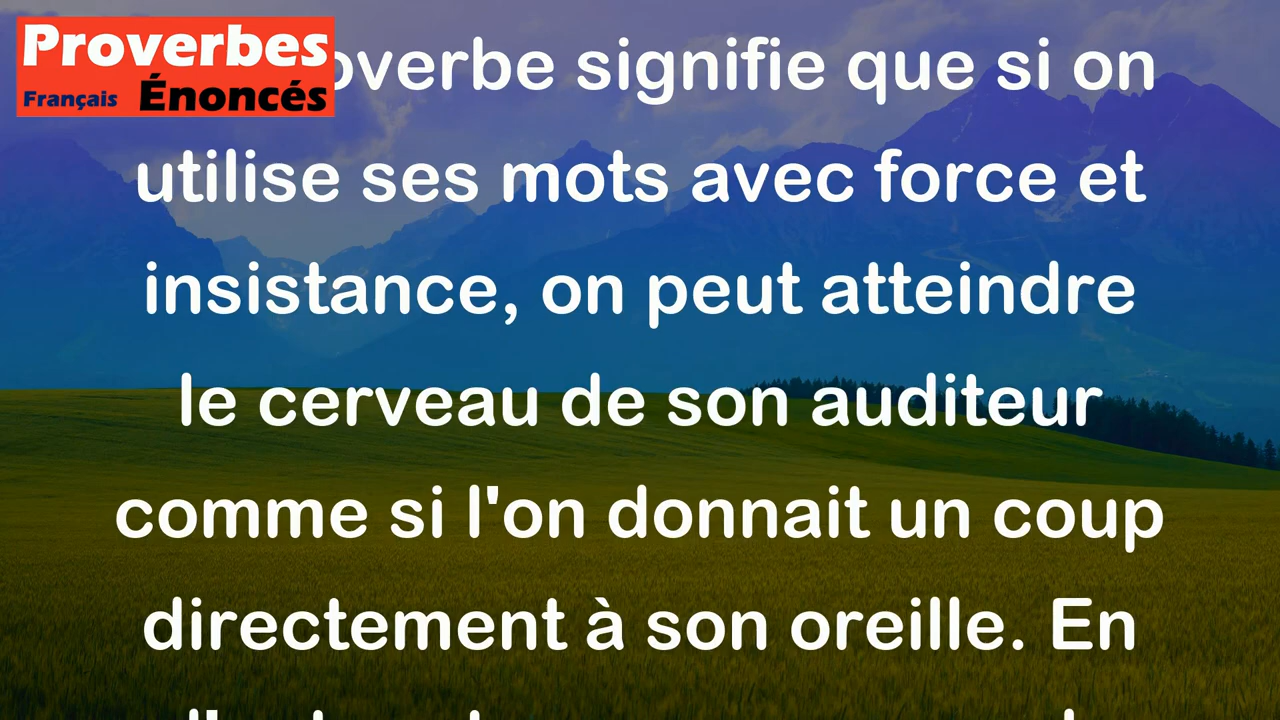 Proverbes
Français Énoncés
overbe signifie que si on
utilise ses mots avec force et
insistance, on peut atteindre
le cerveau de son auditeur
comme si l'on donnait un coup
directement à son oreille. En